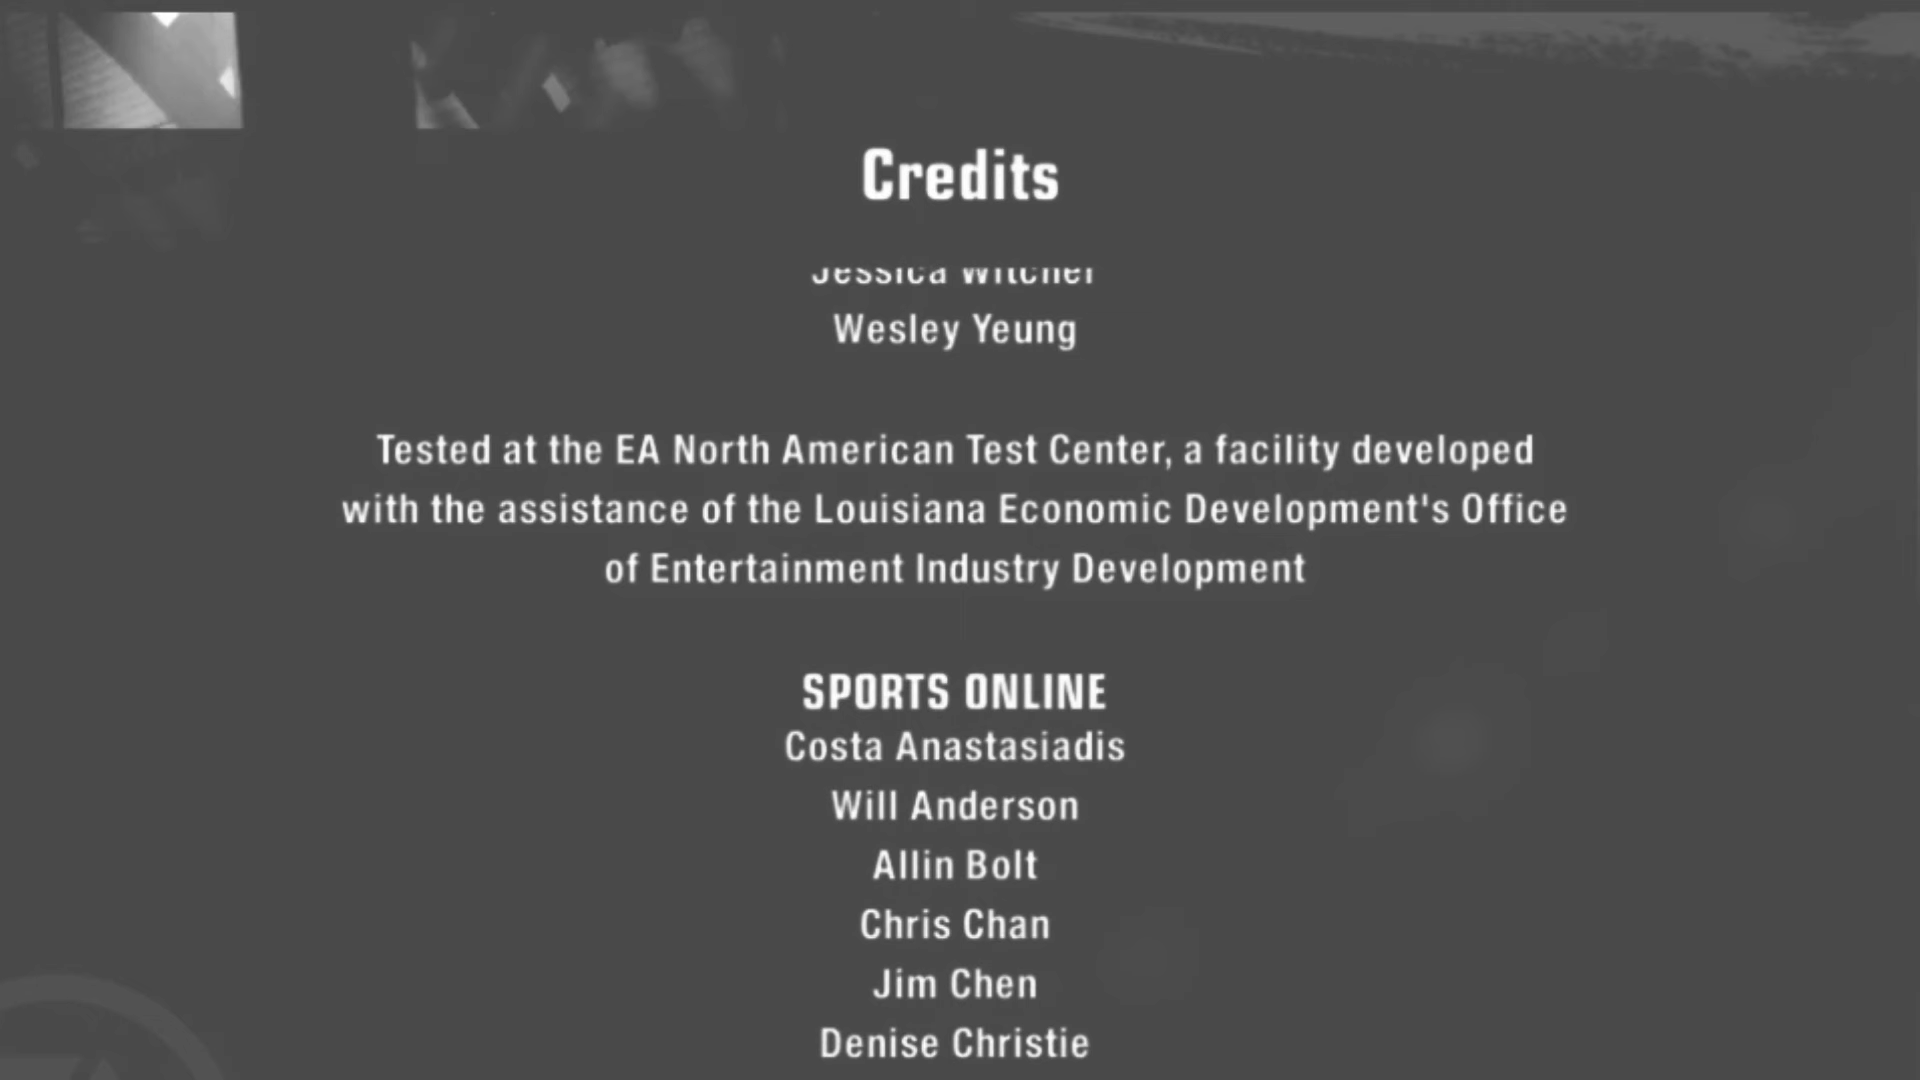 Credits
Jessica Witcher
Wesley Yeung
Tested at the EA North American Test Center, a facility developed
with the assistance of the Louisiana Economic Development's Office
of Entertainment Industry Development
SPORTS ONLINE
Costa Anastasiadis
Will Anderson
Allin Bolt
Chris Chan
Jim Chen
Denise Christie